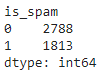 is_spam
0    2788
1    1813
dtype: int64